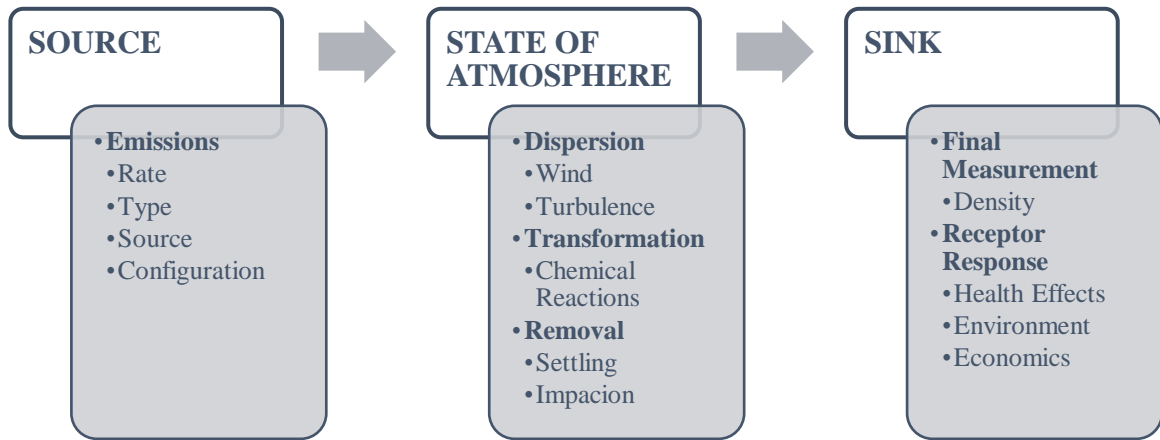 SOURCE
•Emissions
•Rate
•Type
•Source
•Configuration
STATE OF
ATMOSPHERE
•Dispersion
•Wind
•Turbulence
•Transformation
•Chemical
Reactions
•Removal
•Settling
•Impacion
SINK
•Final
Measurement
•Density
•Receptor
Response
•Health Effects
•Environment
•Economics